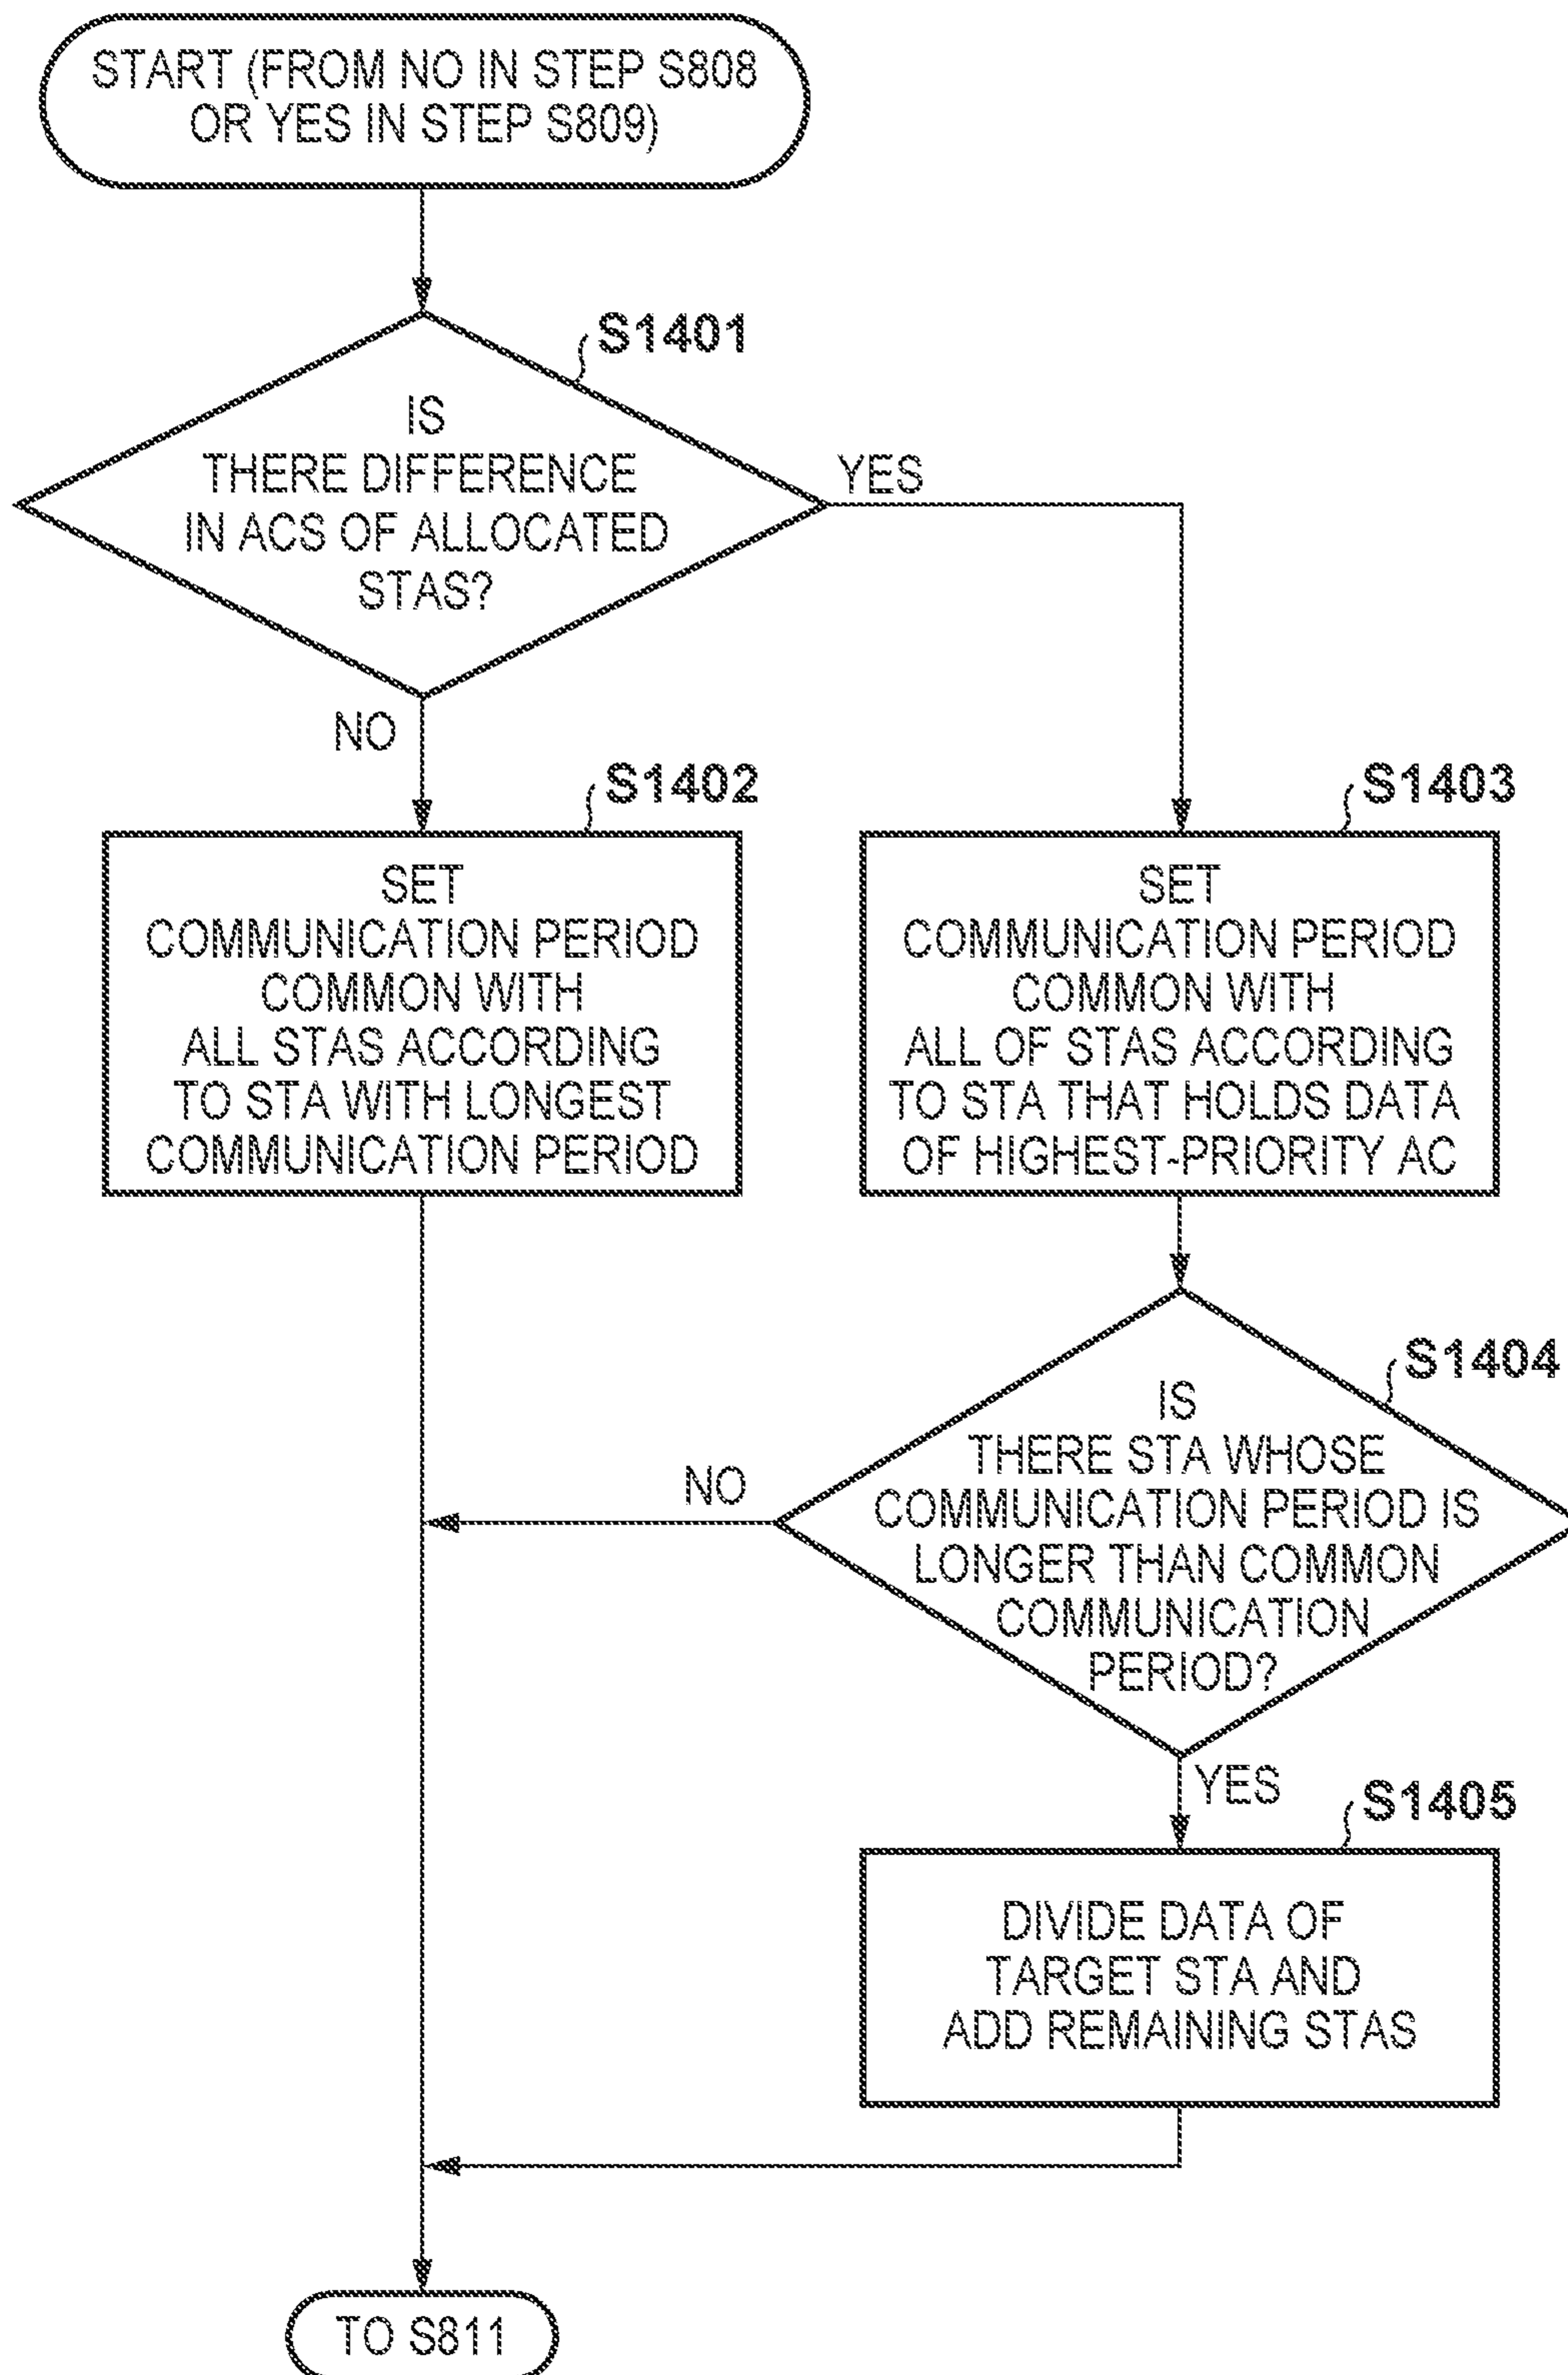 START (FROM NO IN STEP S808
OR YES IN STEP S809)
S1401
IS
THERE DIFFERENCE
IN ACS OF ALLOCATED
STAS?
YES
NO
S1402
SET
COMMUNICATION PERIOD
COMMON WITH
ALL STAS ACCORDING
TO STA WITH LONGEST
COMMUNICATION PERIOD
S1403
SET
COMMUNICATION PERIOD
COMMON WITH
ALL OF STAS ACCORDING
TO STA THAT HOLDS DATA
OF HIGHEST-PRIORITY AC
S1404
IS
THERE STA WHOSE
COMMUNICATION PERIOD IS
LONGER THAN COMMON
COMMUNICATION
PERIOD?
NO
YES
S1405
DIVIDE DATA OF
TARGET STA AND
ADD REMAINING STAS
TO S811